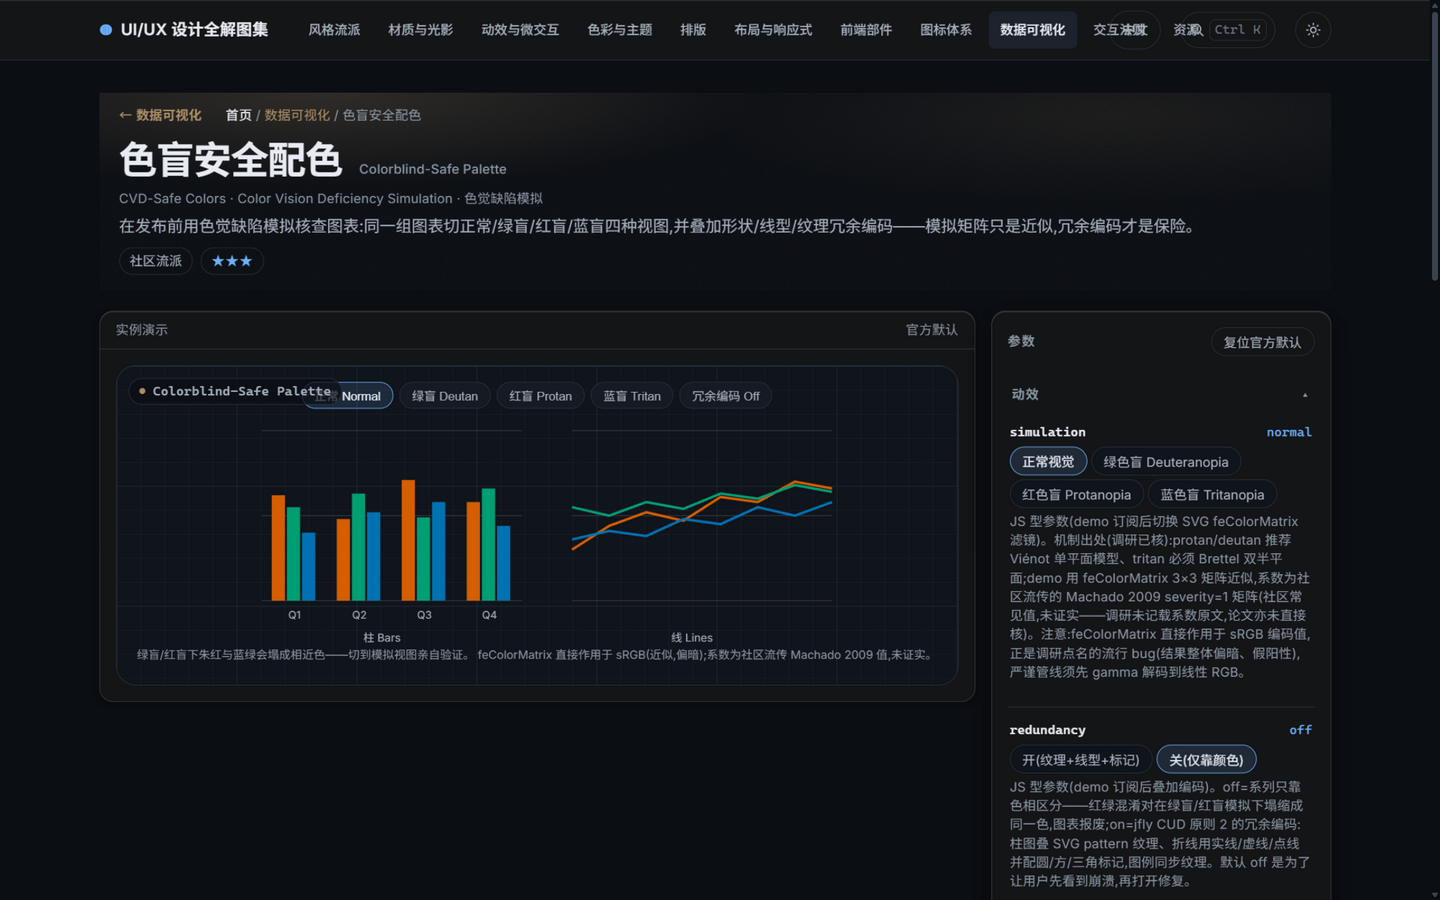 UI/UX 设计全解图集
风格流派 材质与光影 动效与微交互 色彩与主题 排版 布局与响应式 前端部件 图标体系 数据可视化 交互 资源 Ctrl K
← 数据可视化 首页 / 数据可视化 / 色盲安全配色
色盲安全配色 Colorblind-Safe Palette
CVD-Safe Colors · Color Vision Deficiency Simulation · 色觉缺陷模拟
在发布前用色觉缺陷模拟核查图表:同一组图表切正常/绿盲/红盲/蓝盲四种视图,并叠加形状/线型/纹理冗余编码——模拟矩阵只是近似,冗余编码才是保险。
社区流派 ★★★
实例演示 官方默认
Colorblind-Safe Palette 正常 Normal 绿盲 Deutan 红盲 Protan 蓝盲 Tritan 冗余编码 Off
Q1 Q2 Q3 Q4
柱 Bars 线 Lines
绿盲/红盲下朱红与蓝绿会塌成相近色——切到模拟视图亲自验证。 feColorMatrix 直接作用于 sRGB(近似,偏暗);系数为社区流传 Machado 2009 值,未证实。
参数 复位官方默认
动效 ▲
simulation normal
正常视觉 绿色盲 Deuteranopia
红色盲 Protanopia 蓝色盲 Tritanopia
JS 型参数(demo 订阅后切换 SVG feColorMatrix
滤镜)。机制出处(调研已核):protan/deutan 推荐
Viénot 单平面模型、tritan 必须 Brettel 双半平
面;demo 用 feColorMatrix 3×3 矩阵近似,系数为社
区流传的 Machado 2009 severity=1 矩阵(社区常
见值,未证实——调研未记载系数原文,论文亦未直接
核)。注意:feColorMatrix 直接作用于 sRGB 编码值,
正是调研点名的流行 bug(结果整体偏暗、假阳性),
严谨管线须先 gamma 解码到线性 RGB。
redundancy off
开(纹理+线型+标记) 关(仅靠颜色)
JS 型参数(demo 订阅后叠加编码)。off=系列只靠
色相区分——红绿混淆对在绿盲/红盲模拟下塌缩成
同一色,图表报废;on=jfly CUD 原则 2 的冗余编码:
柱图叠 SVG pattern 纹理、折线用实线/虚线/点线
并配圆/方/三角标记,图例同步纹理。默认 off 是为了
让用户先看到崩溃,再打开修复。